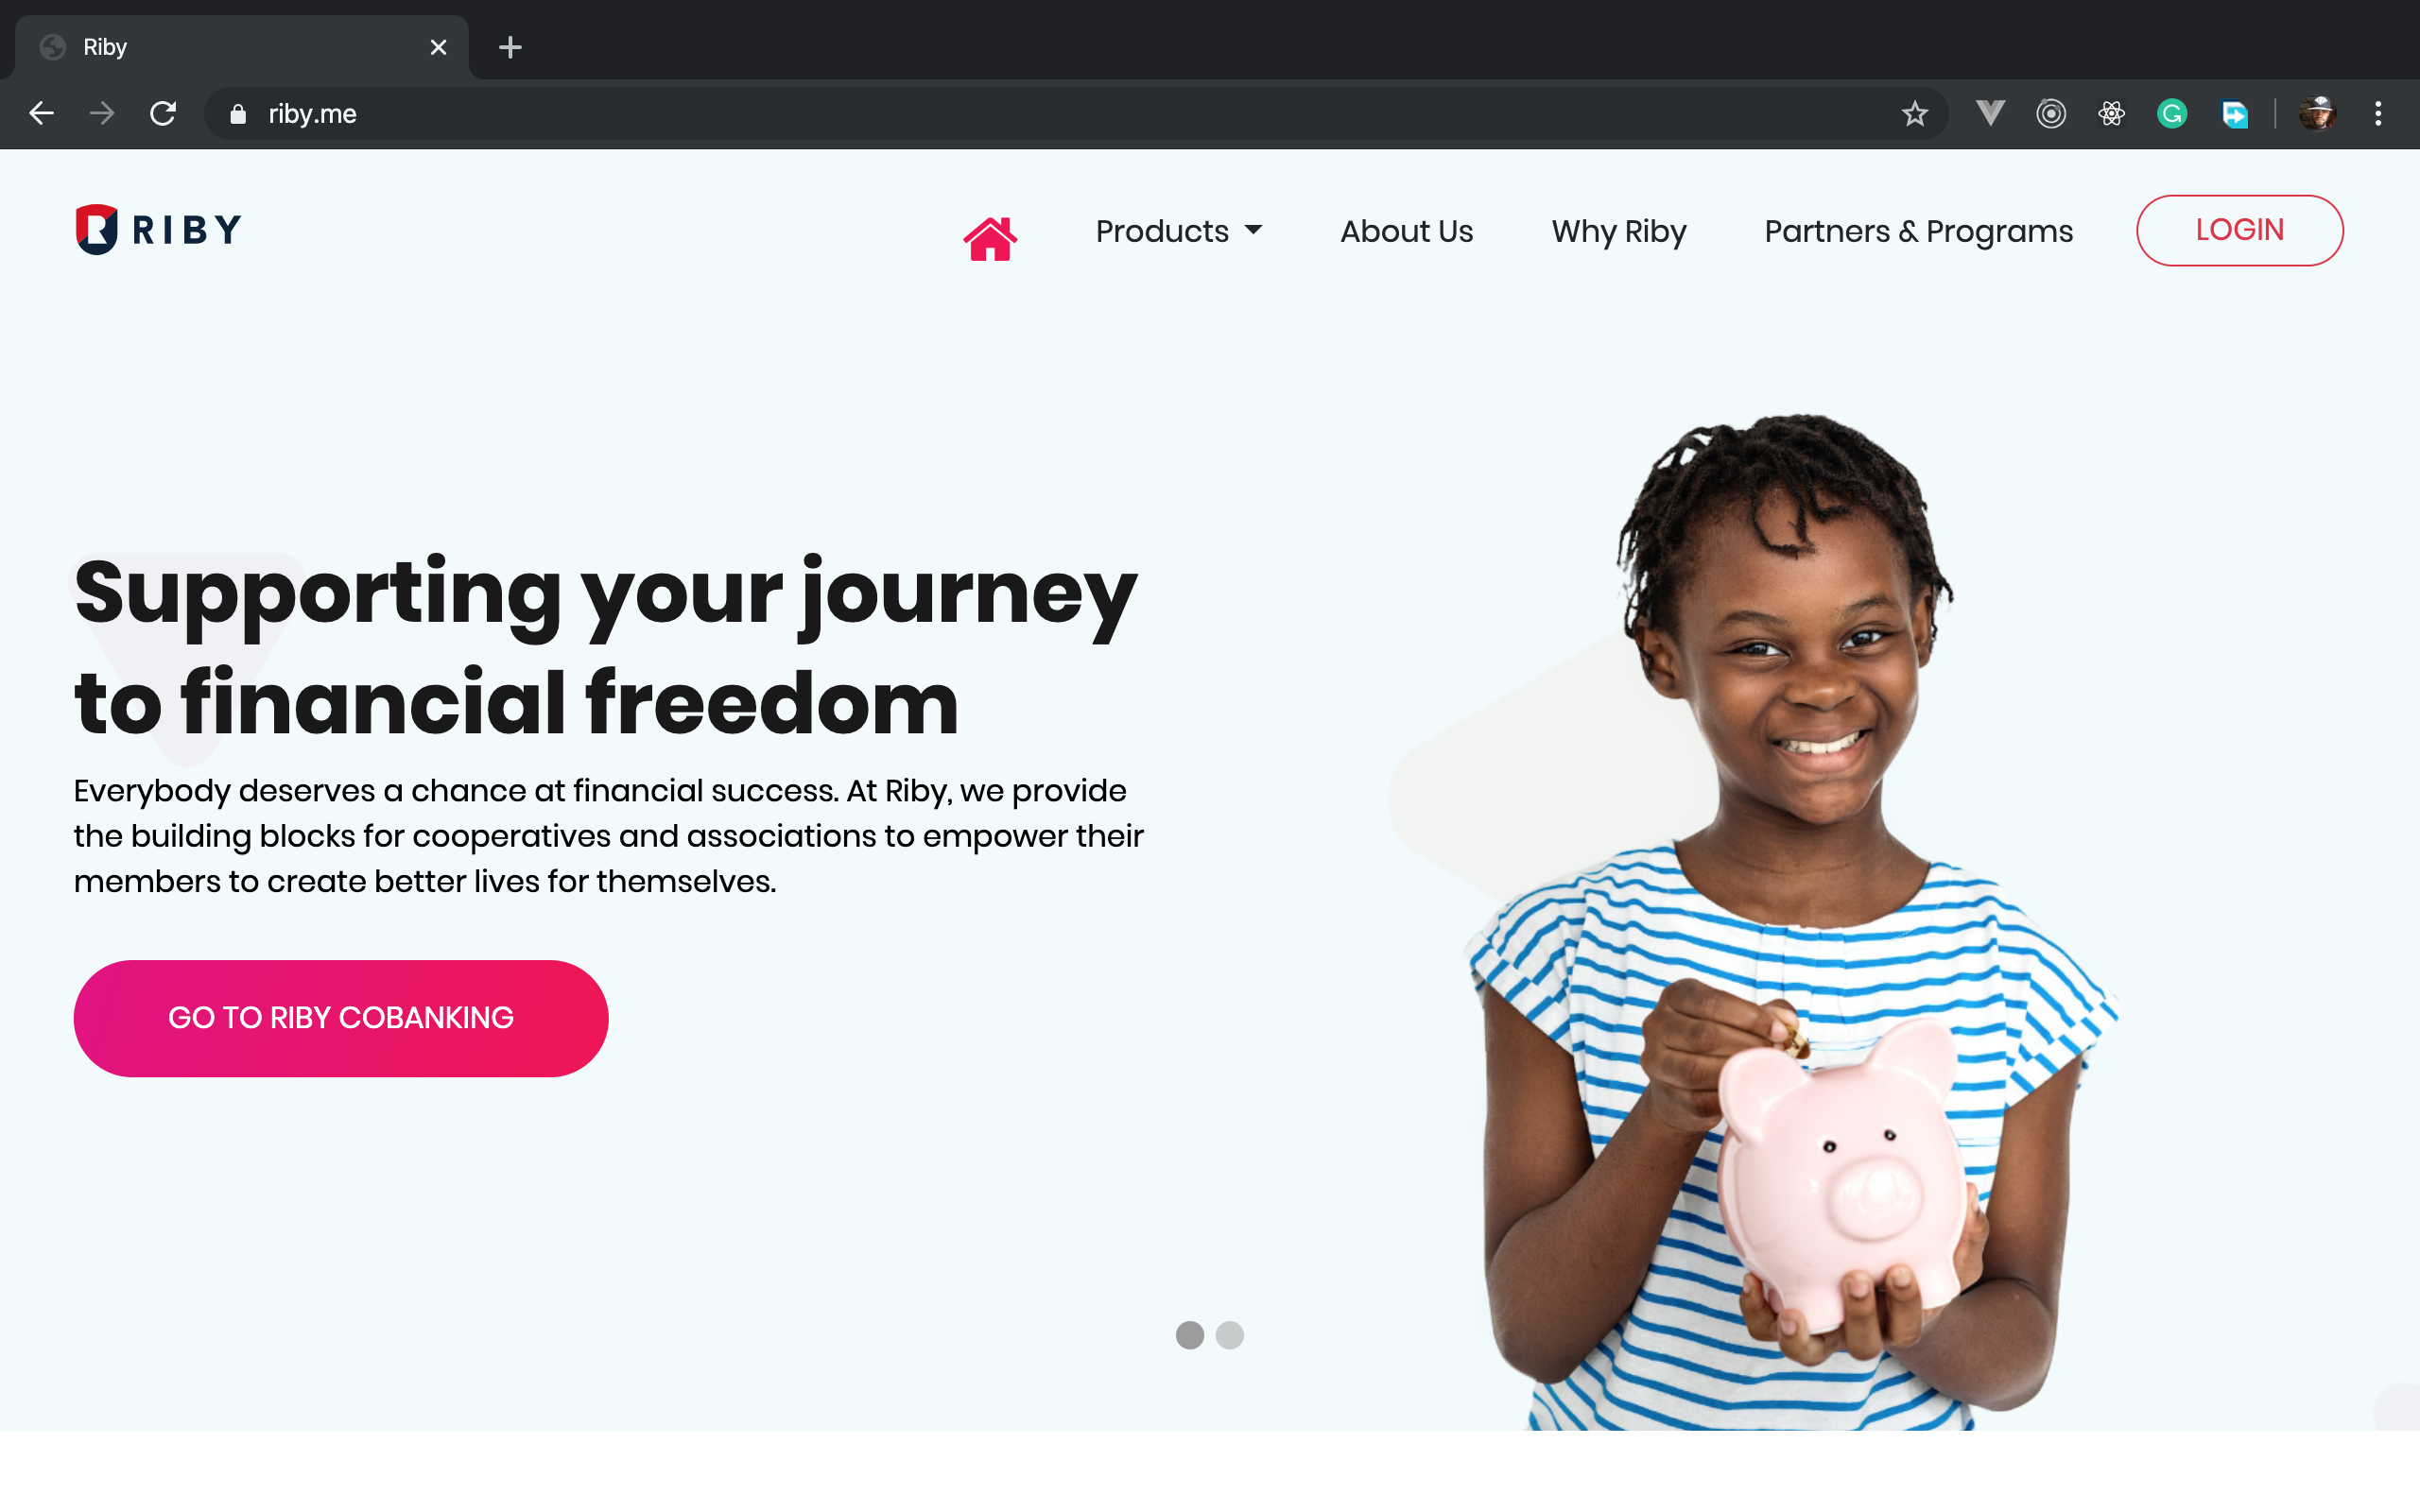 Riby
riby.me
RIBY
Products
About Us
Why Riby
Partners & Programs
LOGIN
Supporting your journey
to financial freedom
Everybody deserves a chance at financial success. At Riby, we provide
the building blocks for cooperatives and associations to empower their
members to create better lives for themselves.
GO TO RIBY COBANKING